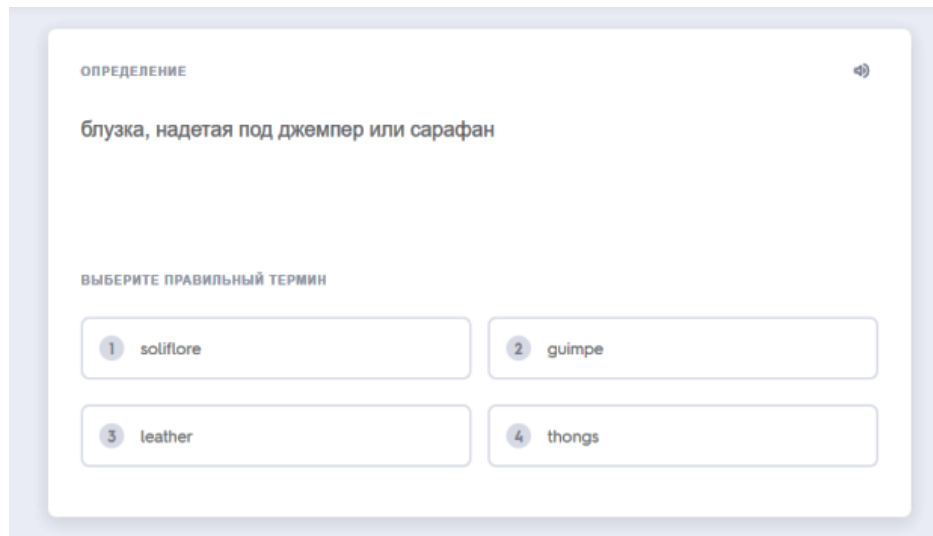 ОПРЕДЕЛЕНИЕ
блузка, надетая под джемпер или сарафан
ВЫБЕРИТЕ ПРАВИЛЬНЫЙ ТЕРМИН
1 soliflore
2 guimpe
3 leather
4 thongs